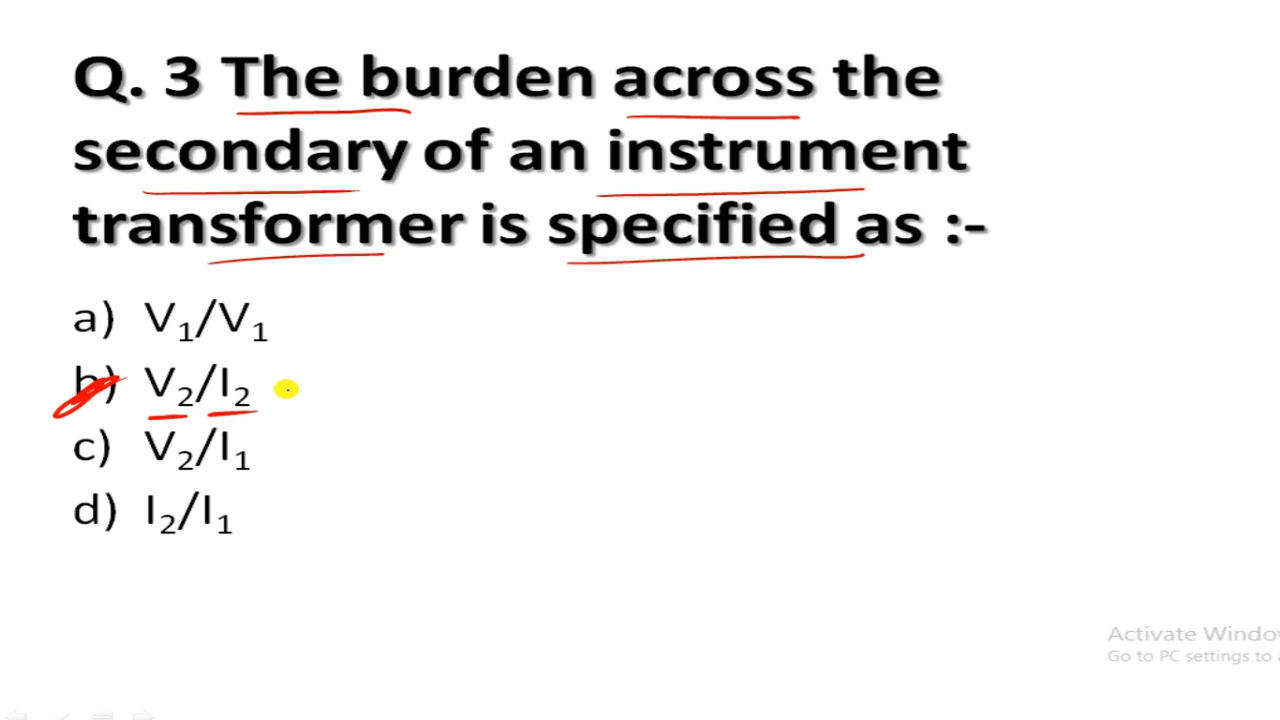 Q. 3 The burden across the
secondary of an instrument
transformer is specified as :-
a) V₁/V₁
b) V₂/I₂
c) V₂/I₁
d) I₂/I₁
Activate Windo
Go to PC settings to a